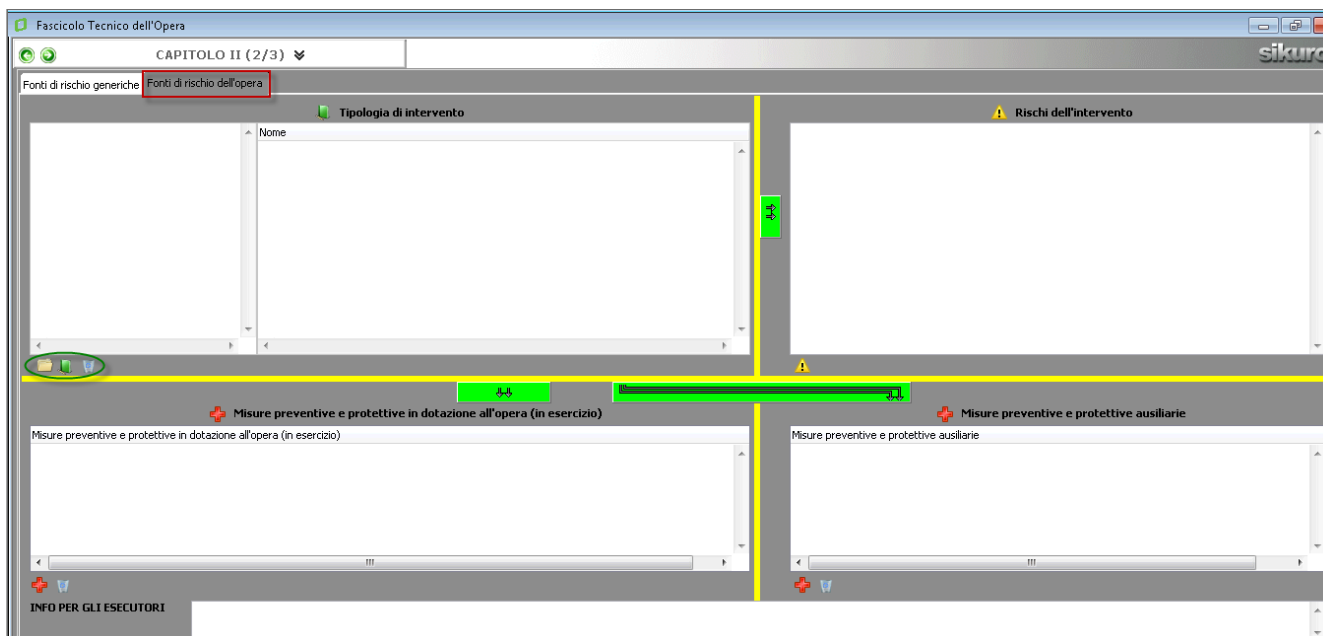 Fascicolo Tecnico dell'Opera
CAPITOLO II (2/3)
sikuro
Fonti di rischio generiche
Fonti di rischio dell'opera
Tipologia di intervento
Rischi dell'intervento
Nome
Misure preventive e protettive in dotazione all'opera (in esercizio)
Misure preventive e protettive ausiliarie
Misure preventive e protettive in dotazione all'opera (in esercizio)
Misure preventive e protettive ausiliarie
INFO PER GLI ESECUTORI